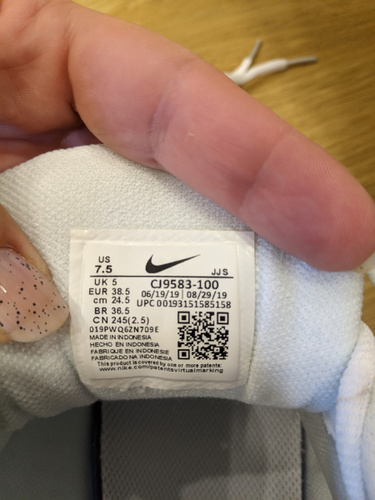 US
7.5
JJS
UK 5
EUR 38.5
cm 24.5
BR 36.5
CN 245(2.5)
CJ9583-100
06/19/19 | 08/29/19
UPC 00193151585158
019PWQ6ZN709E
MADE IN INDONESIA
HECHO EN INDONESIA
FABRIQUE EN INDONESIE
FABRICADO NA INDONESIA
This product is covered by one or more patents:
www.nike.com/patentsvirtualmarking